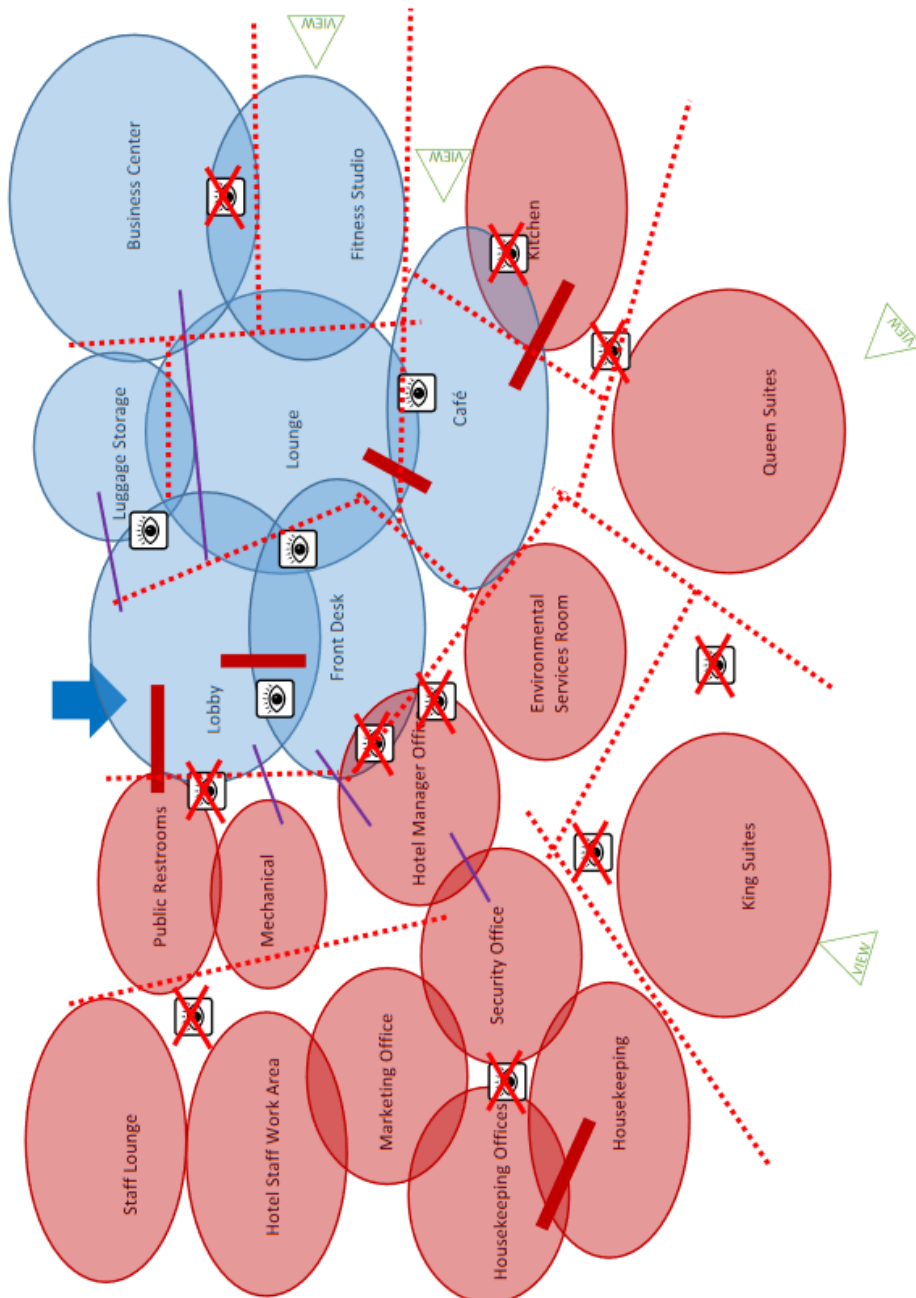 Staff Lounge
Luggage Storage
Business Center
Public Restrooms
Lobby
Hotel Staff Work Area
Mechanical
Lounge
VIEW
Front Desk
Fitness Studio
Marketing Office
Hotel Manager Office
Café
VIEW
Housekeeping Offices
Security Office
Environmental
Services Room
Kitchen
Housekeeping
King Suites
Queen Suites
VIEW
VIEW